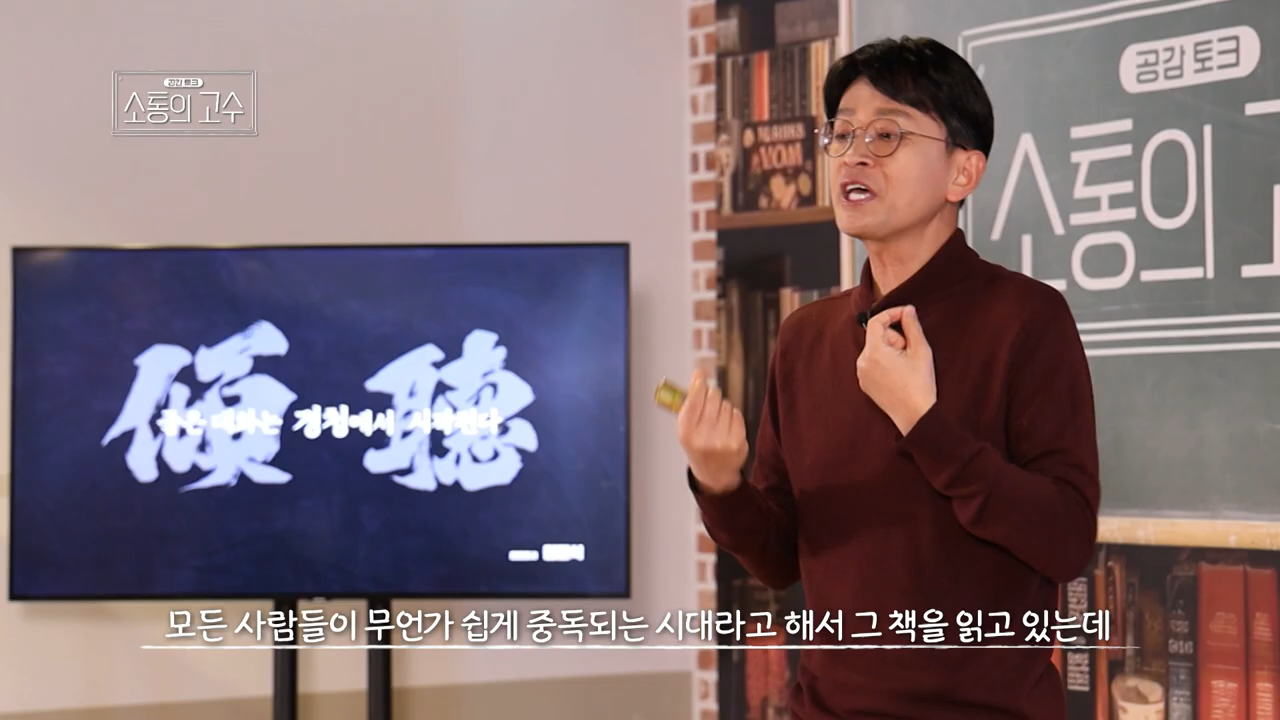 공감 토크
소통의 고수
공감 토크
소통의
傾聽
좋은 대화는 경청에서 시작된다
모든 사람들이 무언가 쉽게 중독되는 시대라고 해서 그 책을 읽고 있는데